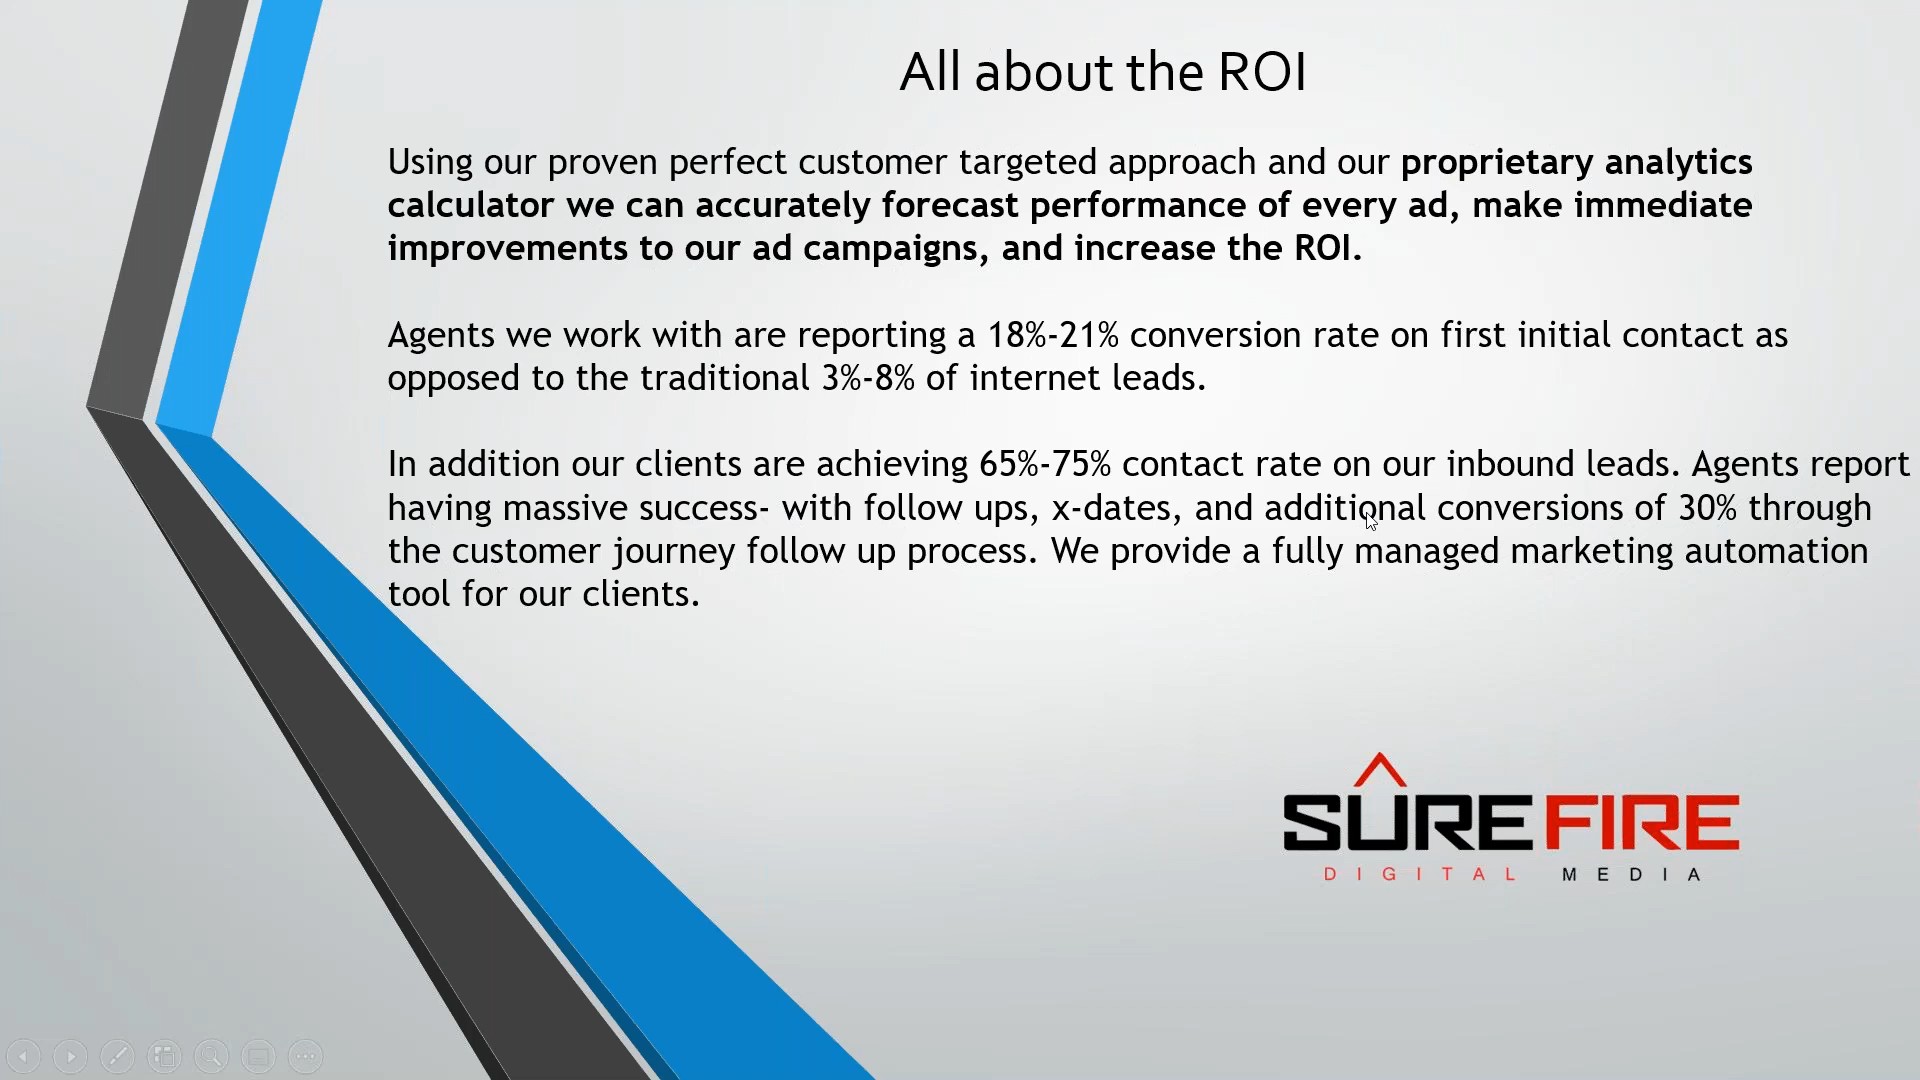 All about the ROI
Using our proven perfect customer targeted approach and our proprietary analytics
calculator we can accurately forecast performance of every ad, make immediate
improvements to our ad campaigns, and increase the ROI.
Agents we work with are reporting a 18%-21% conversion rate on first initial contact as
opposed to the traditional 3%-8% of internet leads.
In addition our clients are achieving 65%-75% contact rate on our inbound leads. Agents report
having massive success- with follow ups, x-dates, and additional conversions of 30% through
the customer journey follow up process. We provide a fully managed marketing automation
tool for our clients.
SUREFIRE
DIGITAL MEDIA